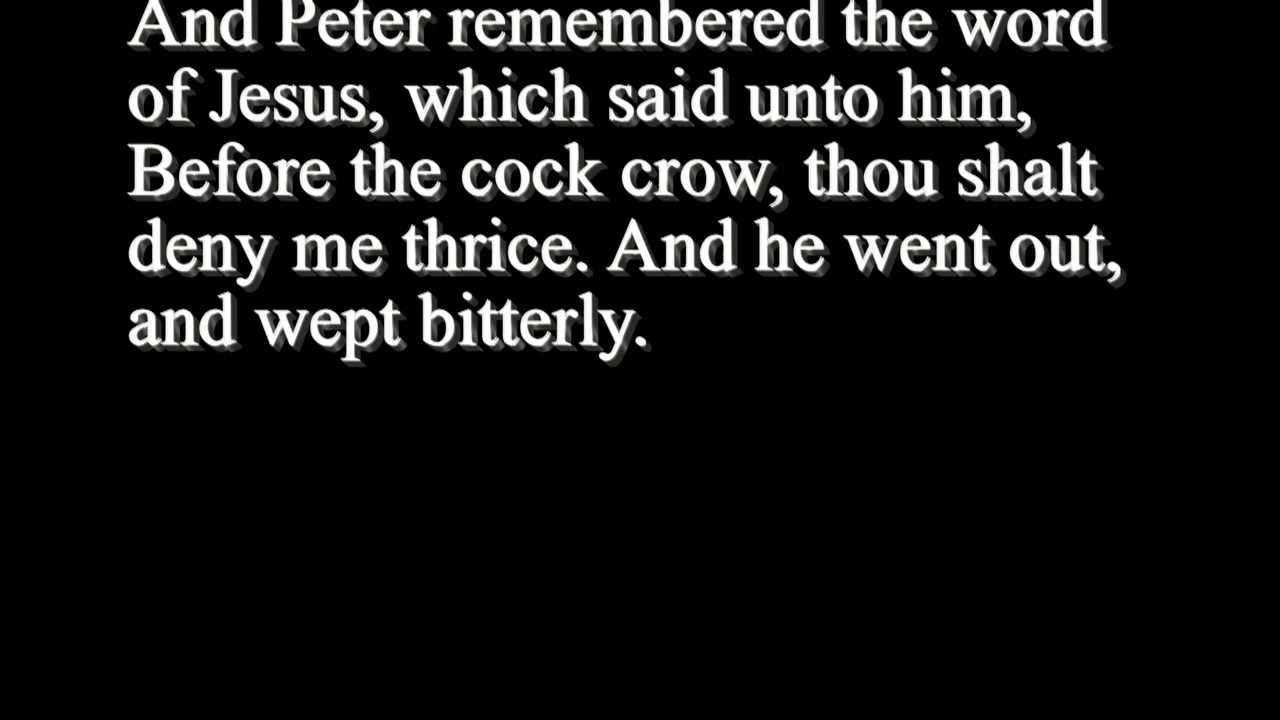 And Peter remembered the word
of Jesus, which said unto him,
Before the cock crow, thou shalt
deny me thrice. And he went out,
and wept bitterly.